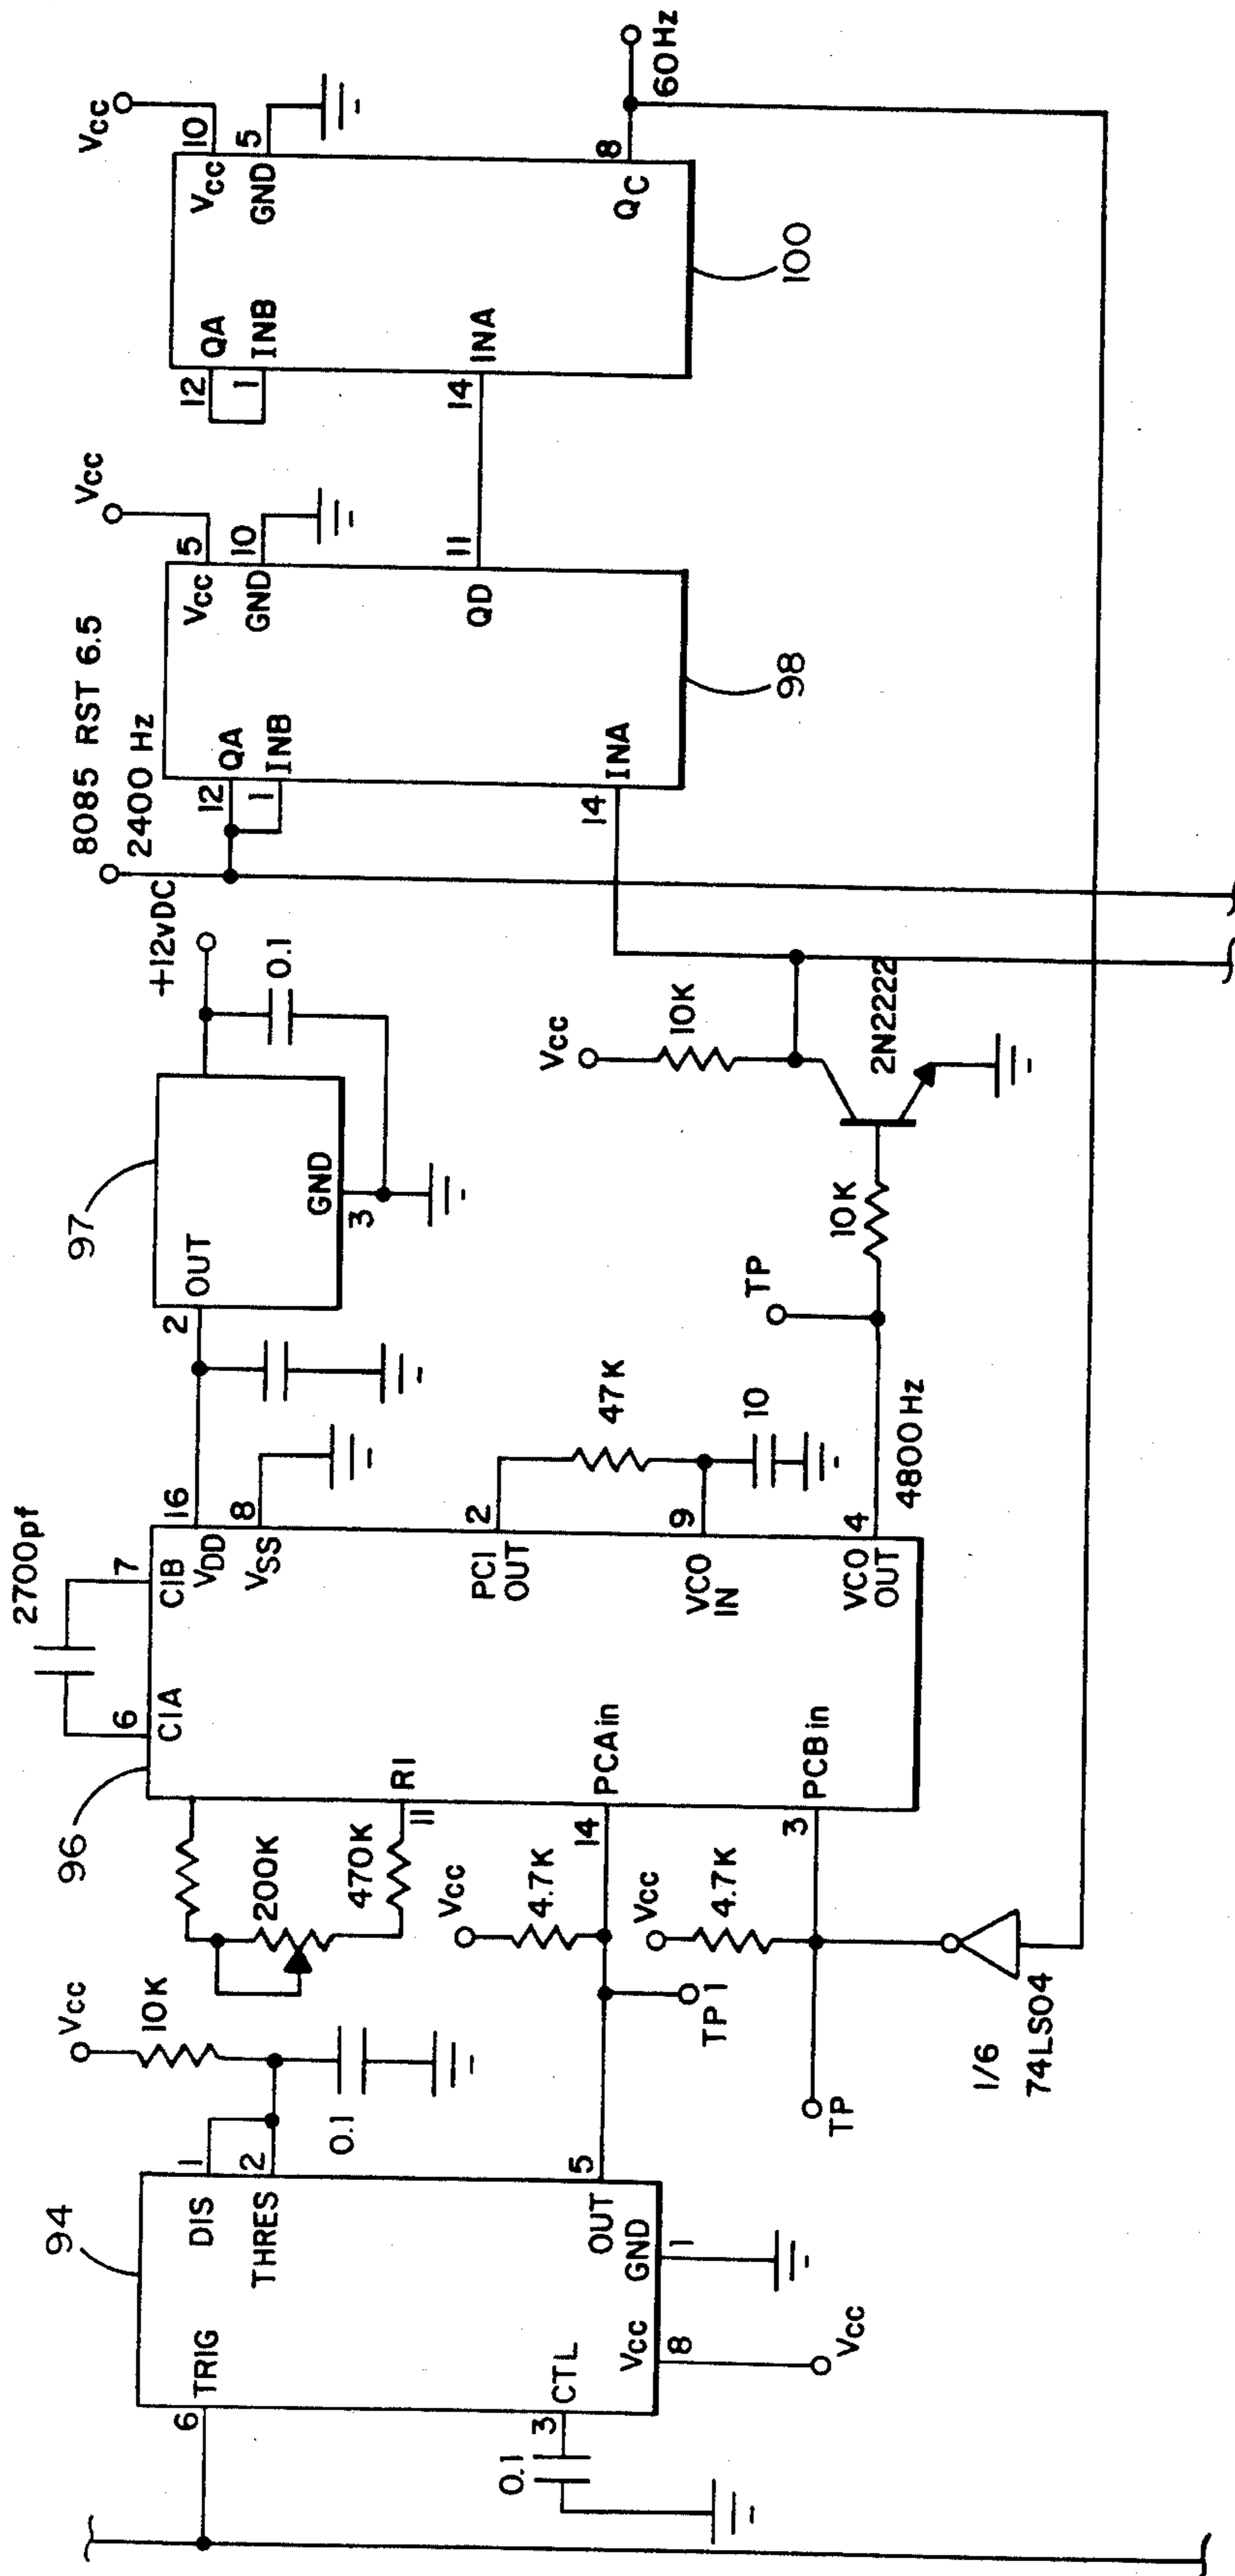 94
6
TRIG
DIS
1
THRES
2
3
CTL
0.1
Vcc
8
Vcc
GND
1
OUT
5
Vcc
10K
0.1
TP 1
TP
1/6
74LS04
Vcc
4.7K
Vcc
4.7K
200K
470K
96
2700pf
6
CIA
7
CIB
16
VDD
8
VSS
RI
11
14
PCAin
3
PCBin
2
PCI
OUT
9
VCO
IN
4
VCO
OUT
47K
10
4800Hz
TP
10K
97
2
OUT
GND
3
+12vDC
0.1
Vcc
10K
2N2222
8085 RST 6.5
2400 Hz
12
QA
1
INB
14
INA
Vcc
5
Vcc
10
GND
11
QD
98
12
QA
1
INB
14
INA
Vcc
10
Vcc
5
GND
8
QC
60Hz
100